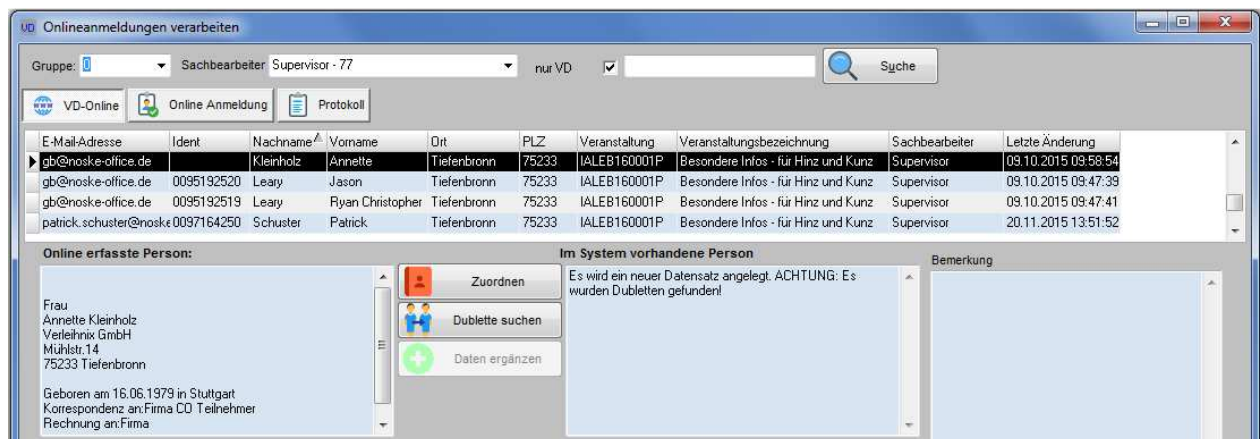 VD Onlineanmeldungen verarbeiten
Gruppe: 0 Sachbearbeiter Supervisor - 77 nur VD Suche
VD-Online Online Anmeldung Protokoll
E-Mail-Adresse Ident Nachname Vorname Ort PLZ Veranstaltung Veranstaltungsbezeichnung Sachbearbeiter Letzte Änderung
gb@noske-office.de Kleinholz Annette Tiefenbronn 75233 IALEB160001P Besondere Infos - für Hinz und Kunz Supervisor 09.10.2015 09:58:54
gb@noske-office.de 0095192520 Leary Jason Tiefenbronn 75233 IALEB160001P Besondere Infos - für Hinz und Kunz Supervisor 09.10.2015 09:47:39
gb@noske-office.de 0095192519 Leary Ryan Christopher Tiefenbronn 75233 IALEB160001P Besondere Infos - für Hinz und Kunz Supervisor 09.10.2015 09:47:41
patrick.schuster@noske 0097164250 Schuster Patrick Tiefenbronn 75233 IALEB160001P Besondere Infos - für Hinz und Kunz Supervisor 20.11.2015 13:51:52
Online erfasste Person:
Frau
Annette Kleinholz
Verleihnix GmbH
Mühlstr.14
75233 Tiefenbronn
Geboren am 16.06.1979 in Stuttgart
Korrespondenz an:Firma CO Teilnehmer
Rechnung an:Firma
Zuordnen
Dublette suchen
Daten ergänzen
Im System vorhandene Person
Es wird ein neuer Datensatz angelegt. ACHTUNG: Es
wurden Dubletten gefunden!
Bemerkung